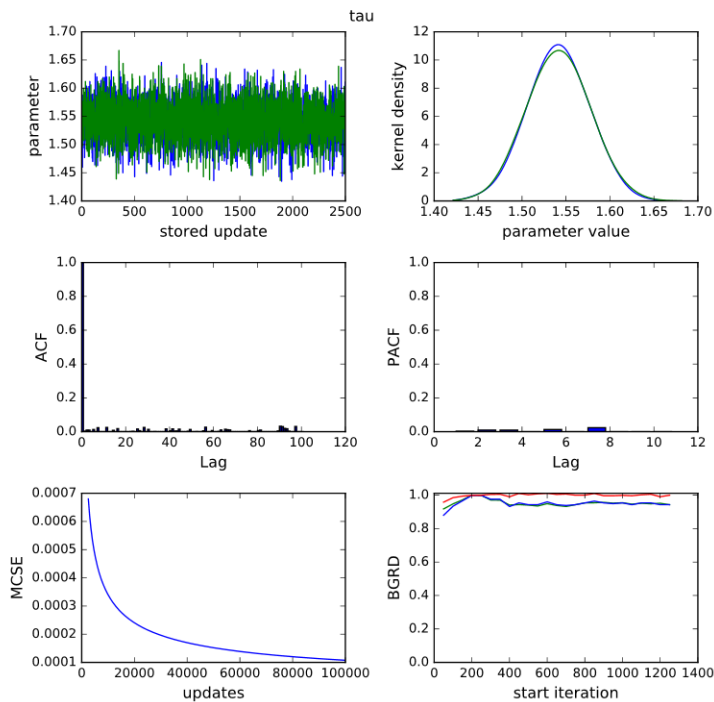 tau
1.70
1.65
1.60
1.55
1.50
1.45
1.40
parameter
0 500 1000 1500 2000 2500
stored update
12
10
8
6
4
2
0
kernel density
1.40 1.45 1.50 1.55 1.60 1.65 1.70
parameter value
1.0
0.8
0.6
0.4
0.2
0.0
ACF
0 20 40 60 80 100 120
Lag
1.0
0.8
0.6
0.4
0.2
0.0
PACF
0 2 4 6 8 10 12
Lag
0.0007
0.0006
0.0005
0.0004
0.0003
0.0002
0.0001
MCSE
0 20000 40000 60000 80000 100000
updates
1.0
0.8
0.6
0.4
0.2
0.0
BGRD
0 200 400 600 800 1000 1200 1400
start iteration